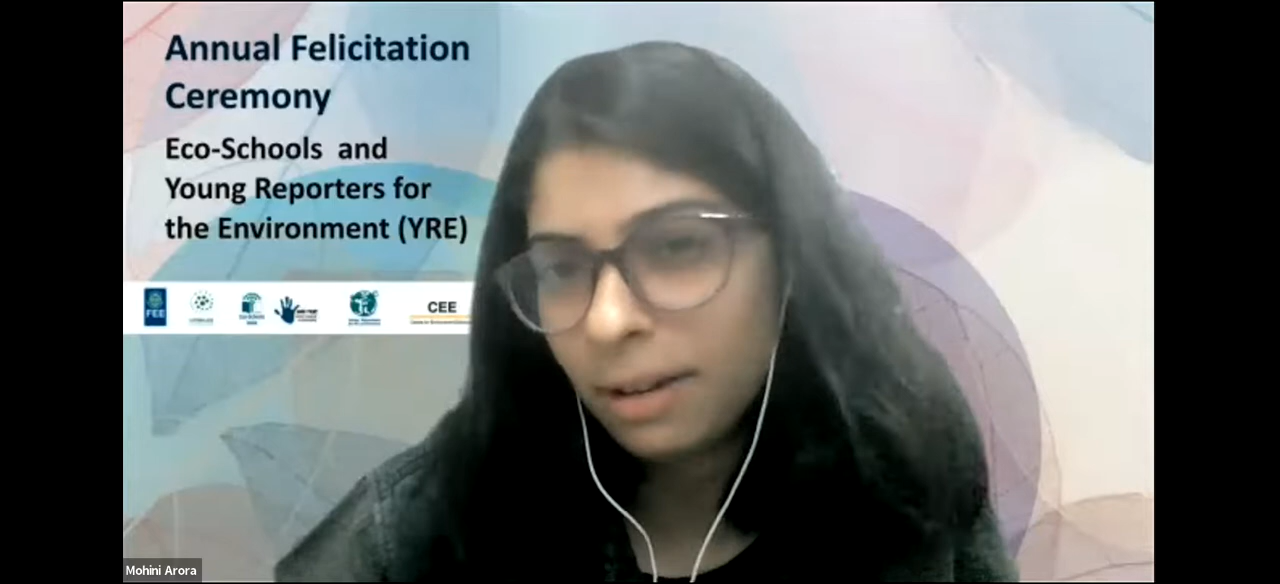 Annual Felicitation
Ceremony
Eco-Schools and
Young Reporters for
the Environment (YRE)
FEE
CEE
Mohini Arora